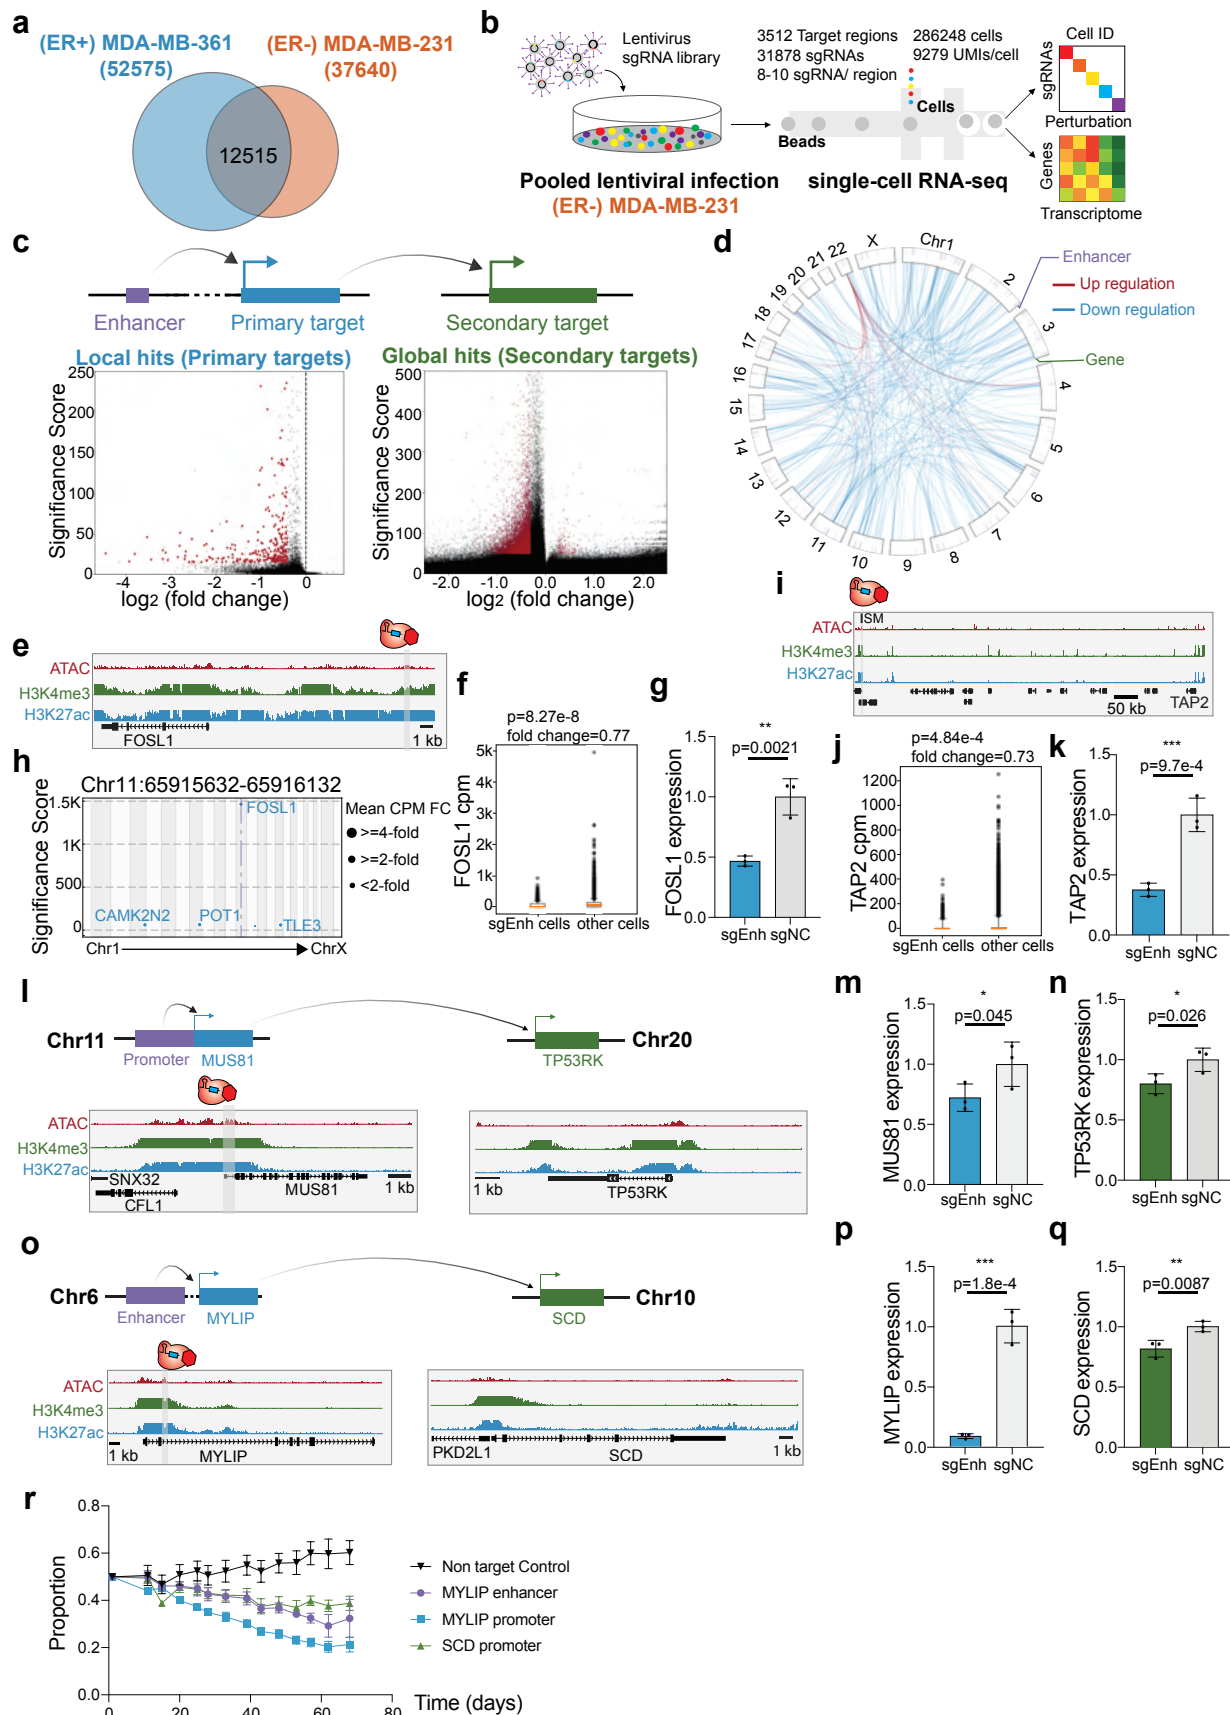 a
(ER+) MDA-MB-361
(52575)
(ER-) MDA-MB-231
(37640)
12515
b
Lentivirus
sgRNA library
3512 Target regions
31878 sgRNAs
8-10 sgRNA/ region
286248 cells
9279 UMIs/cell
Cells
Beads
Pooled lentiviral infection
(ER-) MDA-MB-231
single-cell RNA-seq
Cell ID
sgRNAs
Perturbation
Genes
Transcriptome
c
Enhancer
Primary target
Secondary target
Local hits (Primary targets)
Significance Score
250
200
150
100
50
0
-4
-3
-2
-1
0
log2 (fold change)
Global hits (Secondary targets)
Significance Score
500
400
300
200
100
0
-2.0
-1.0
0.0
1.0
2.0
log2 (fold change)
d
Chr1
2
3
4
5
6
7
8
9
10
11
12
13
14
15
16
17
18
19
20
21
22
X
Enhancer
Up regulation
Down regulation
Gene
e
ATAC
H3K4me3
H3K27ac
FOSL1
1 kb
f
p=8.27e-8
fold change=0.77
FOSL1 cpm
5k
4k
3k
2k
1k
0
sgEnh cells
other cells
g
**
p=0.0021
FOSL1 expression
1.5
1.0
0.5
0.0
sgEnh
sgNC
h
Chr11:65915632-65916132
Significance Score
1.5K
1K
500
0
FOSL1
CAMK2N2
POT1
TLE3
Chr1
ChrX
Mean CPM FC
>=4-fold
>=2-fold
<2-fold
i
ISM
ATAC
H3K4me3
H3K27ac
50 kb
TAP2
j
p=4.84e-4
fold change=0.73
TAP2 cpm
1200
1000
800
600
400
200
0
sgEnh cells
other cells
k
***
p=9.7e-4
TAP2 expression
1.5
1.0
0.5
0.0
sgEnh
sgNC
l
Chr11
Promoter
MUS81
TP53RK
Chr20
ATAC
H3K4me3
H3K27ac
SNX32
CFL1
MUS81
1 kb
1 kb
TP53RK
m
*
p=0.045
MUS81 expression
1.5
1.0
0.5
0.0
sgEnh
sgNC
n
*
p=0.026
TP53RK expression
1.5
1.0
0.5
0.0
sgEnh
sgNC
o
Chr6
Enhancer
MYLIP
SCD
Chr10
ATAC
H3K4me3
H3K27ac
1 kb
MYLIP
PKD2L1
SCD
1 kb
p
***
p=1.8e-4
MYLIP expression
1.5
1.0
0.5
0.0
sgEnh
sgNC
q
**
p=0.0087
SCD expression
1.5
1.0
0.5
0.0
sgEnh
sgNC
r
Proportion
0.8
0.6
0.4
0.2
0.0
0
20
40
60
80
Time (days)
Non target Control
MYLIP enhancer
MYLIP promoter
SCD promoter